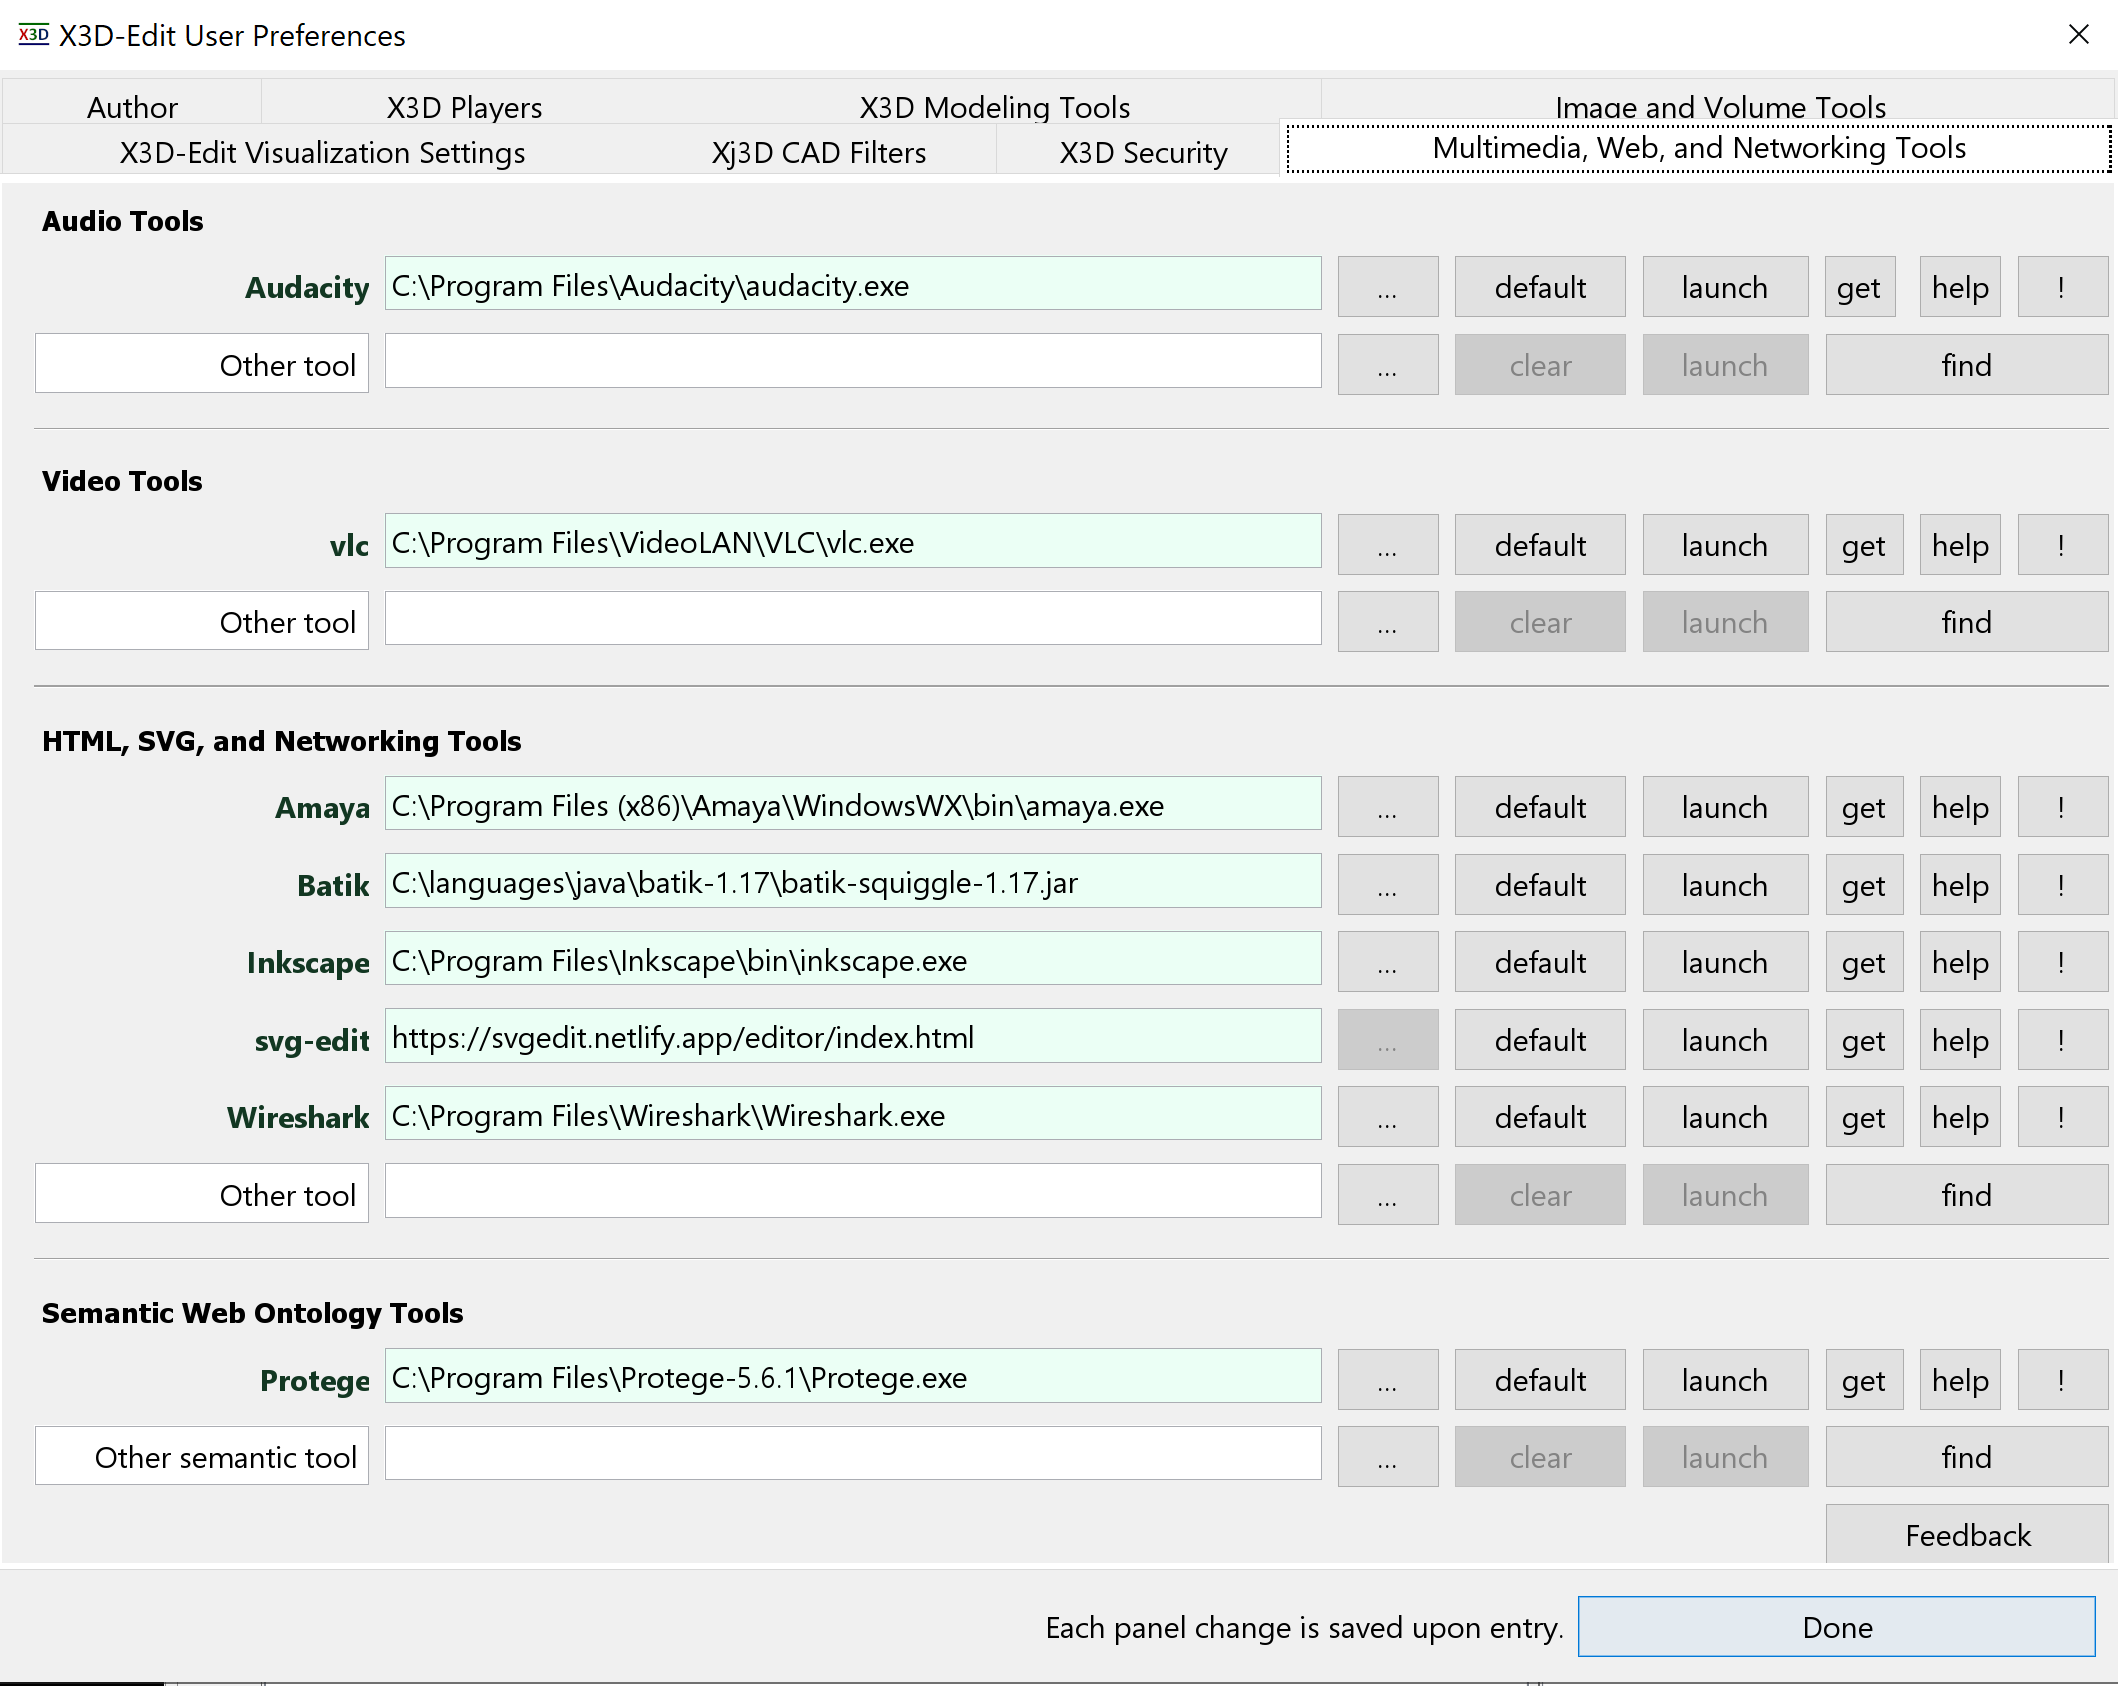 X3D X3D-Edit User Preferences
Author X3D Players X3D Modeling Tools Image and Volume Tools
X3D-Edit Visualization Settings Xj3D CAD Filters X3D Security Multimedia, Web, and Networking Tools
Audio Tools
Audacity C:\Program Files\Audacity\audacity.exe ... default launch get help !
Other tool ... clear launch find
Video Tools
vlc C:\Program Files\VideoLAN\VLC\vlc.exe ... default launch get help !
Other tool ... clear launch find
HTML, SVG, and Networking Tools
Amaya C:\Program Files (x86)\Amaya\WindowsWX\bin\amaya.exe ... default launch get help !
Batik C:\languages\java\batik-1.17\batik-squiggle-1.17.jar ... default launch get help !
Inkscape C:\Program Files\Inkscape\bin\inkscape.exe ... default launch get help !
svg-edit https://svgedit.netlify.app/editor/index.html ... default launch get help !
Wireshark C:\Program Files\Wireshark\Wireshark.exe ... default launch get help !
Other tool ... clear launch find
Semantic Web Ontology Tools
Protege C:\Program Files\Protege-5.6.1\Protege.exe ... default launch get help !
Other semantic tool ... clear launch find
Feedback
Each panel change is saved upon entry. Done